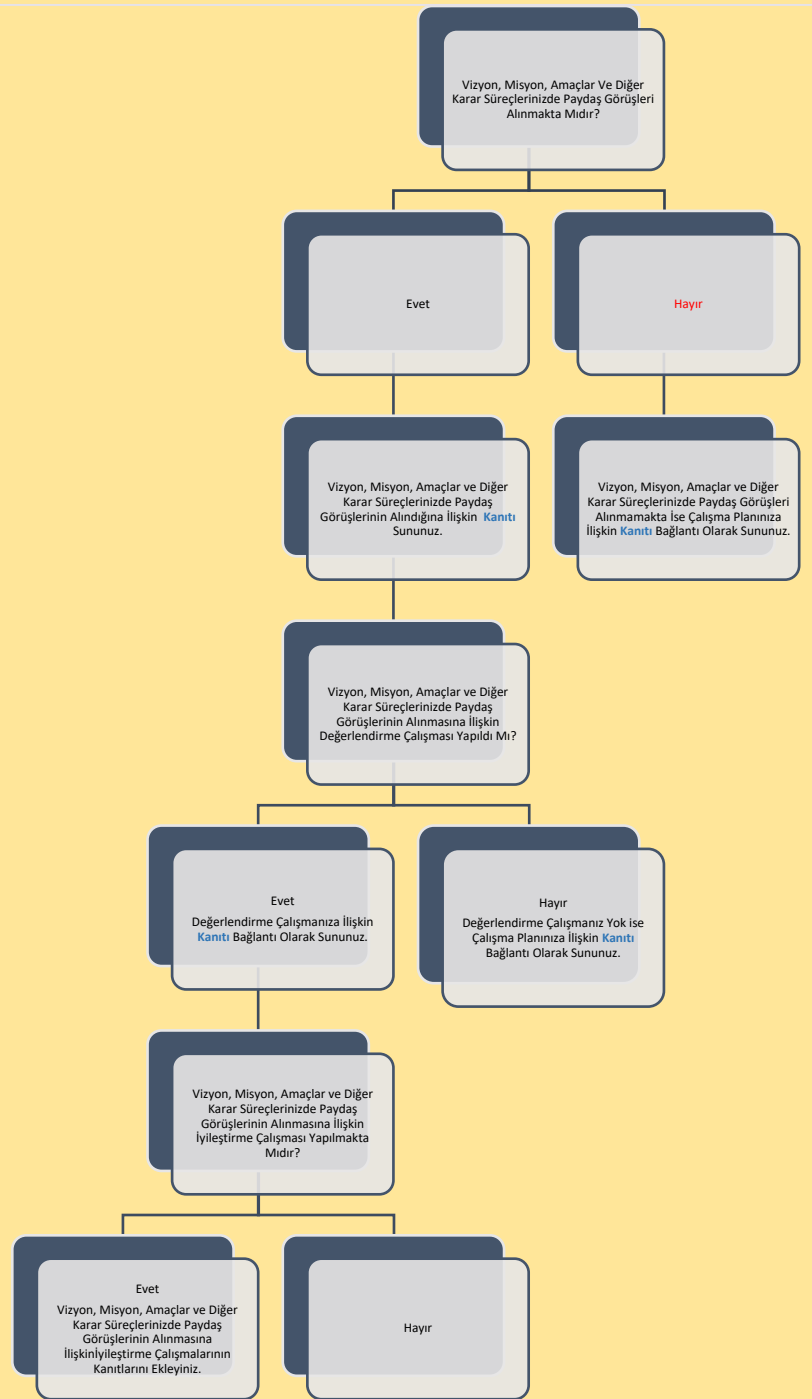 Vizyon, Misyon, Amaçlar Ve Diğer
Karar Süreçlerinizde Paydaş Görüşleri
Alınmakta Mıdır?
Evet
Hayır
Vizyon, Misyon, Amaçlar ve Diğer
Karar Süreçlerinizde Paydaş
Görüşlerinin Alındığına İlişkin Kanıtı
Sununuz.
Vizyon, Misyon, Amaçlar ve Diğer
Karar Süreçlerinizde Paydaş Görüşleri
Alınmamakta İse Çalışma Planınıza
İlişkin Kanıtı Bağlantı Olarak Sununuz.
Vizyon, Misyon, Amaçlar ve Diğer
Karar Süreçlerinizde Paydaş
Görüşlerinin Alınmasına İlişkin
Değerlendirme Çalışması Yapıldı Mı?
Evet
Değerlendirme Çalışmanıza İlişkin
Kanıtı Bağlantı Olarak Sununuz.
Hayır
Değerlendirme Çalışmanız Yok ise
Çalışma Planınıza İlişkin Kanıtı
Bağlantı Olarak Sununuz.
Vizyon, Misyon, Amaçlar ve Diğer
Karar Süreçlerinizde Paydaş
Görüşlerinin Alınmasına İlişkin
İyileştirme Çalışması Yapılmakta
Mıdır?
Evet
Vizyon, Misyon, Amaçlar ve Diğer
Karar Süreçlerinizde Paydaş
Görüşlerinin Alınmasına
İlişkinİyileştirme Çalışmalarının
Kanıtlarını Ekleyiniz.
Hayır